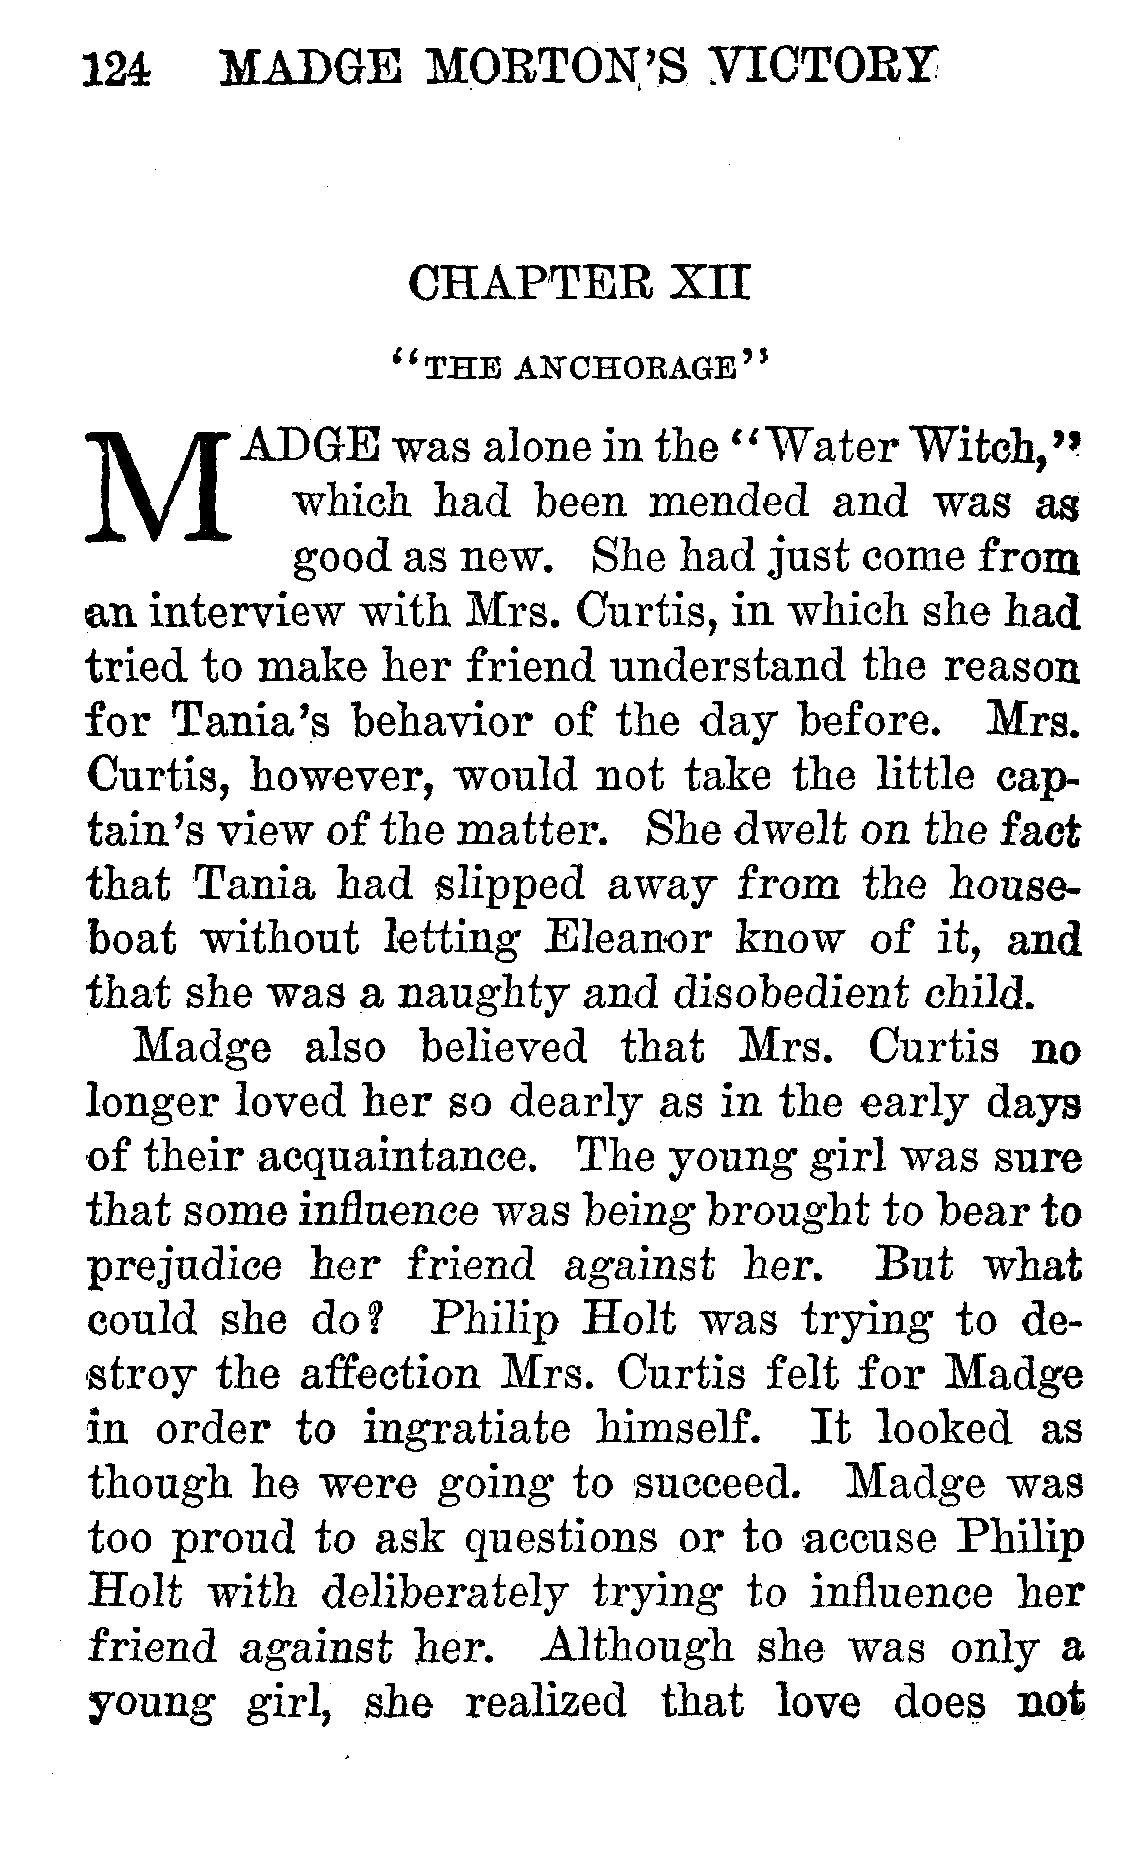 124 MADGE MORTON'S VICTORY
CHAPTER XII
"THE ANCHORAGE"
MADGE was alone in the "Water Witch,"
which had been mended and was as
good as new. She had just come from
an interview with Mrs. Curtis, in which she had
tried to make her friend understand the reason
for Tania's behavior of the day before. Mrs.
Curtis, however, would not take the little cap-
tain's view of the matter. She dwelt on the fact
that Tania had slipped away from the house-
boat without letting Eleanor know of it, and
that she was a naughty and disobedient child.
Madge also believed that Mrs. Curtis no
longer loved her so dearly as in the early days
of their acquaintance. The young girl was sure
that some influence was being brought to bear to
prejudice her friend against her. But what
could she do? Philip Holt was trying to de-
stroy the affection Mrs. Curtis felt for Madge
in order to ingratiate himself. It looked as
though he were going to succeed. Madge was
too proud to ask questions or to accuse Philip
Holt with deliberately trying to influence her
friend against her. Although she was only a
young girl, she realized that love does not